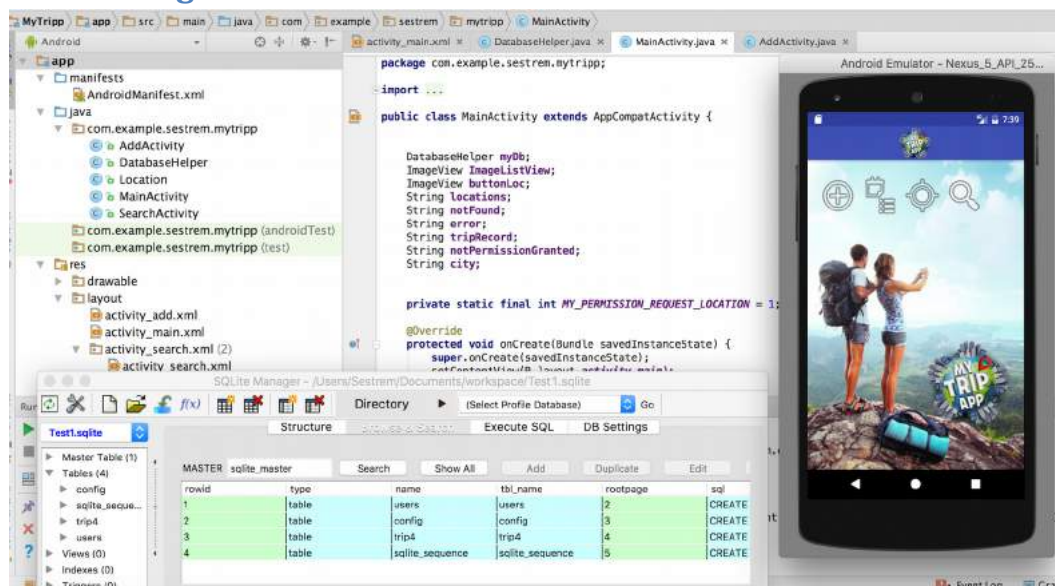 MyTripp app src main java com example sestrem mytripp MainActivity
Android
activity_main.xml DatabaseHelper.java MainActivity.java AddActivity.java
app
manifests
AndroidManifest.xml
java
com.example.sestrem.mytripp
AddActivity
DatabaseHelper
Location
MainActivity
SearchActivity
com.example.sestrem.mytripp (androidTest)
com.example.sestrem.mytripp (test)
res
drawable
layout
activity_add.xml
activity_main.xml
activity_search.xml (2)
activity_search.xml
package com.example.sestrem.mytripp;
import ...
public class MainActivity extends AppCompatActivity {
DatabaseHelper myDb;
ImageView ImageListView;
ImageView buttonLoc;
String locations;
String notFound;
String error;
String tripRecord;
String notPermissionGranted;
String city;
private static final int MY_PERMISSION_REQUEST_LOCATION = 1;
@Override
protected void onCreate(Bundle savedInstanceState) {
super.onCreate(savedInstanceState);
setContentView(R.layout.activity_main);
Android Emulator - Nexus_5_API_25...
7:39
MY
TRIP
APP
SQLite Manager - /Users/Sestrem/Documents/workspace/Test1.sqlite
Run
f(x) Directory (Select Profile Database) Go
Test1.sqlite
Structure Browse & Search Execute SQL DB Settings
Master Table (1)
Tables (4)
config
sqlite_seque...
trip4
users
Views (0)
Indexes (0)
Triggers (0)
MASTER sqlite_master Search Show All Add Duplicate Edit
rowid type name tbl_name rootpage sql
1 table users users 2 CREATE
2 table config config 3 CREATE
3 table trip4 trip4 4 CREATE
4 table sqlite_sequence sqlite_sequence 5 CREATE
Event Log